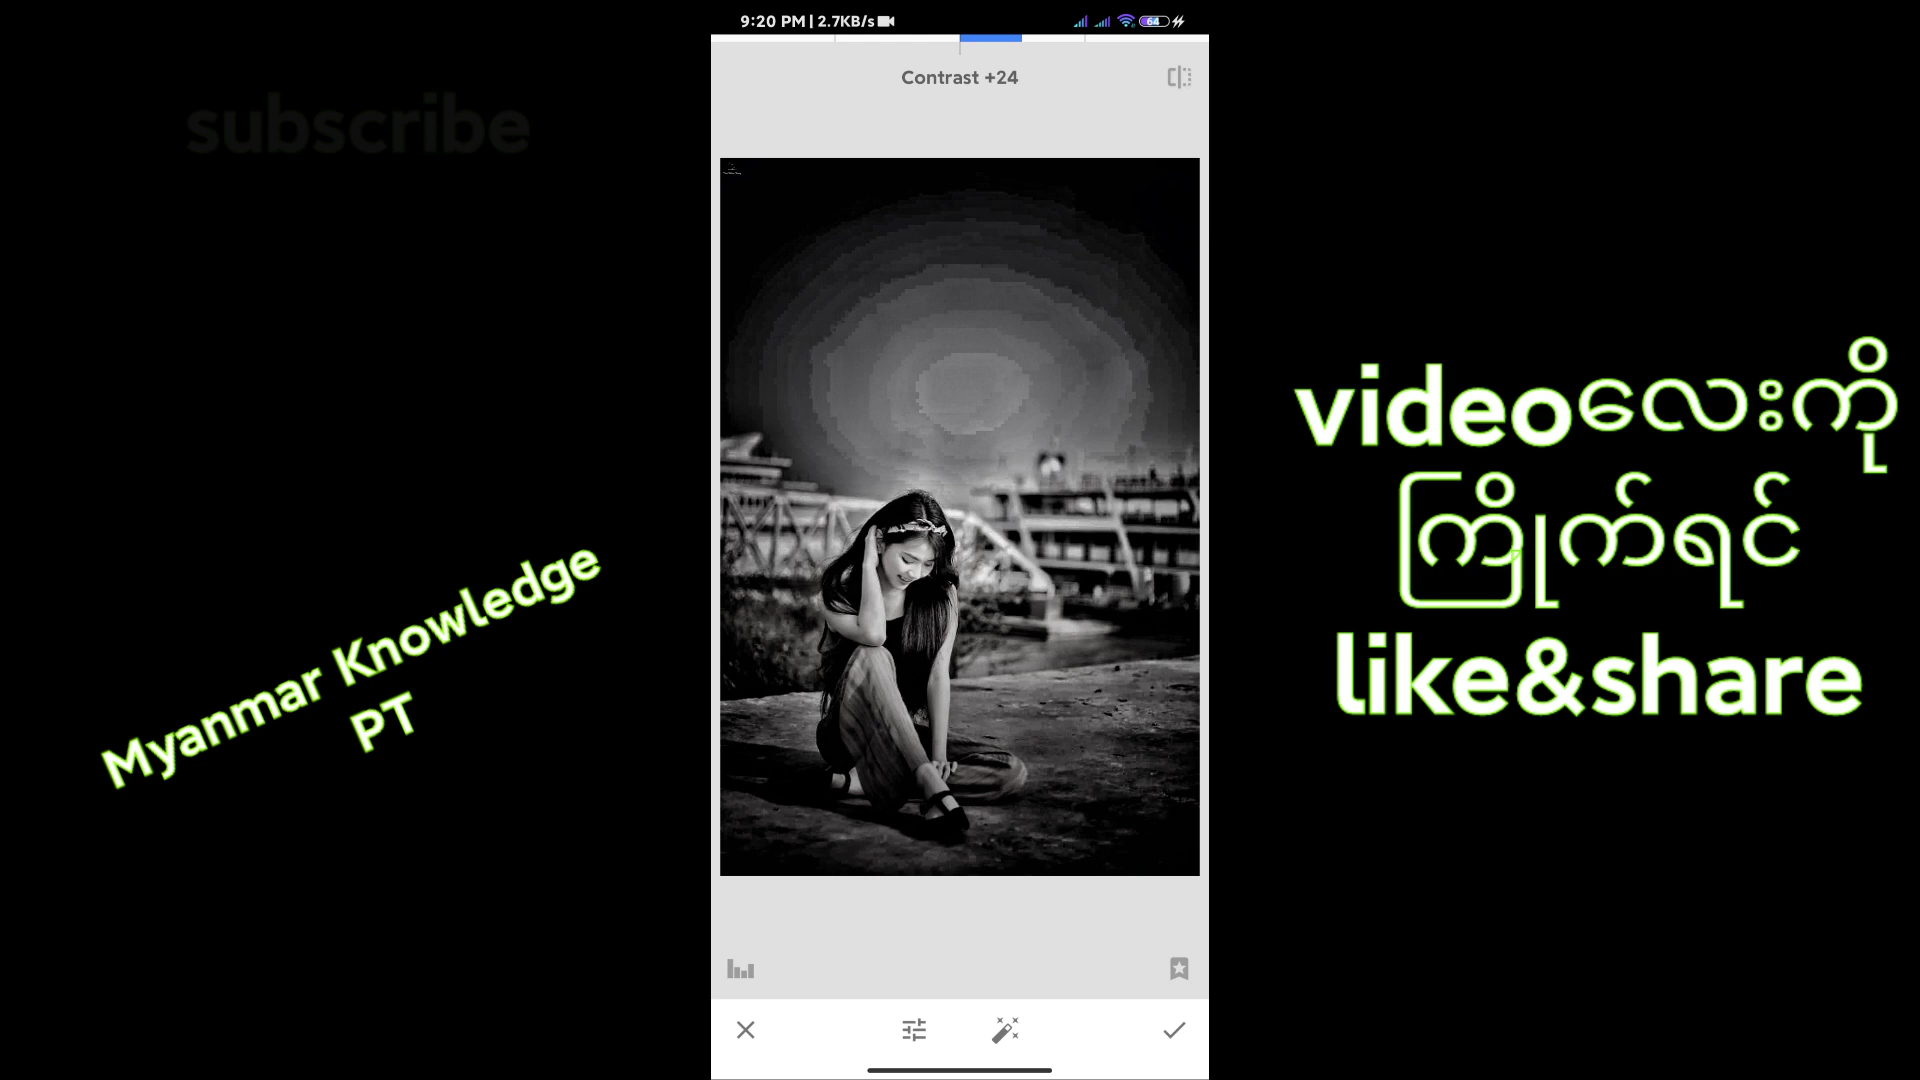 9:20 PM | 2.7KB/s
64
Contrast +24
subscribe
Myanmar Knowledge
PT
videoလေးကို
ကြိုက်ရင်
like&share